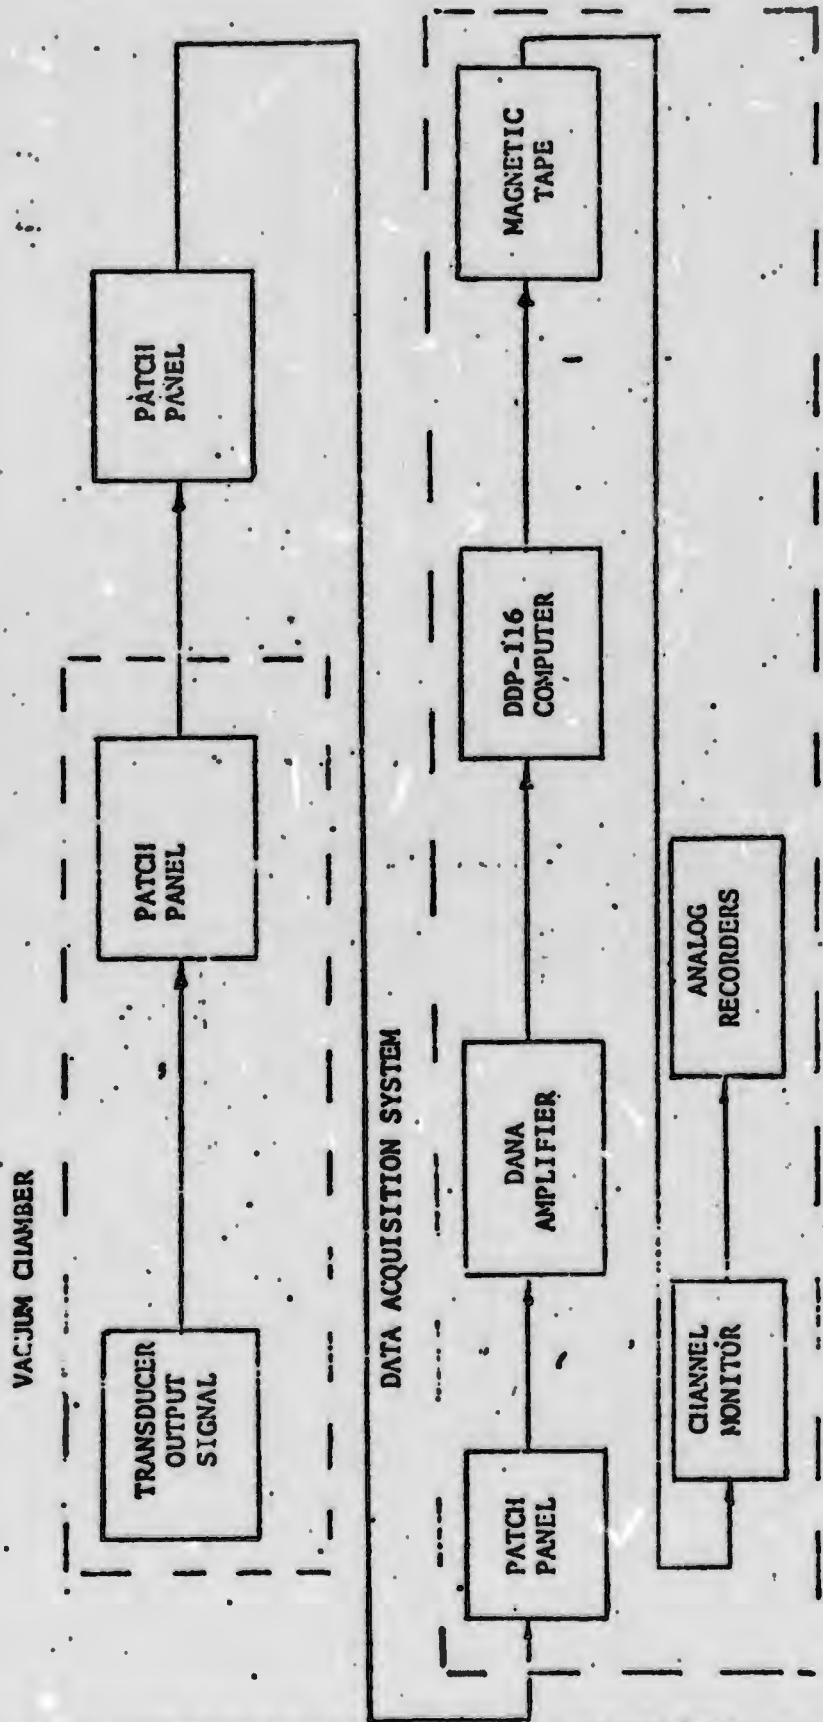 VACUUM CHAMBER
TRANSDUCER
OUTPUT
SIGNAL
PATCH
PANEL
PATCH
PANEL
DATA ACQUISITION SYSTEM
PATCH
PANEL
DANA
AMPLIFIER
DDP-116
COMPUTER
MAGNETIC
TAPE
CHANNEL
MONITOR
ANALOG
RECORDERS